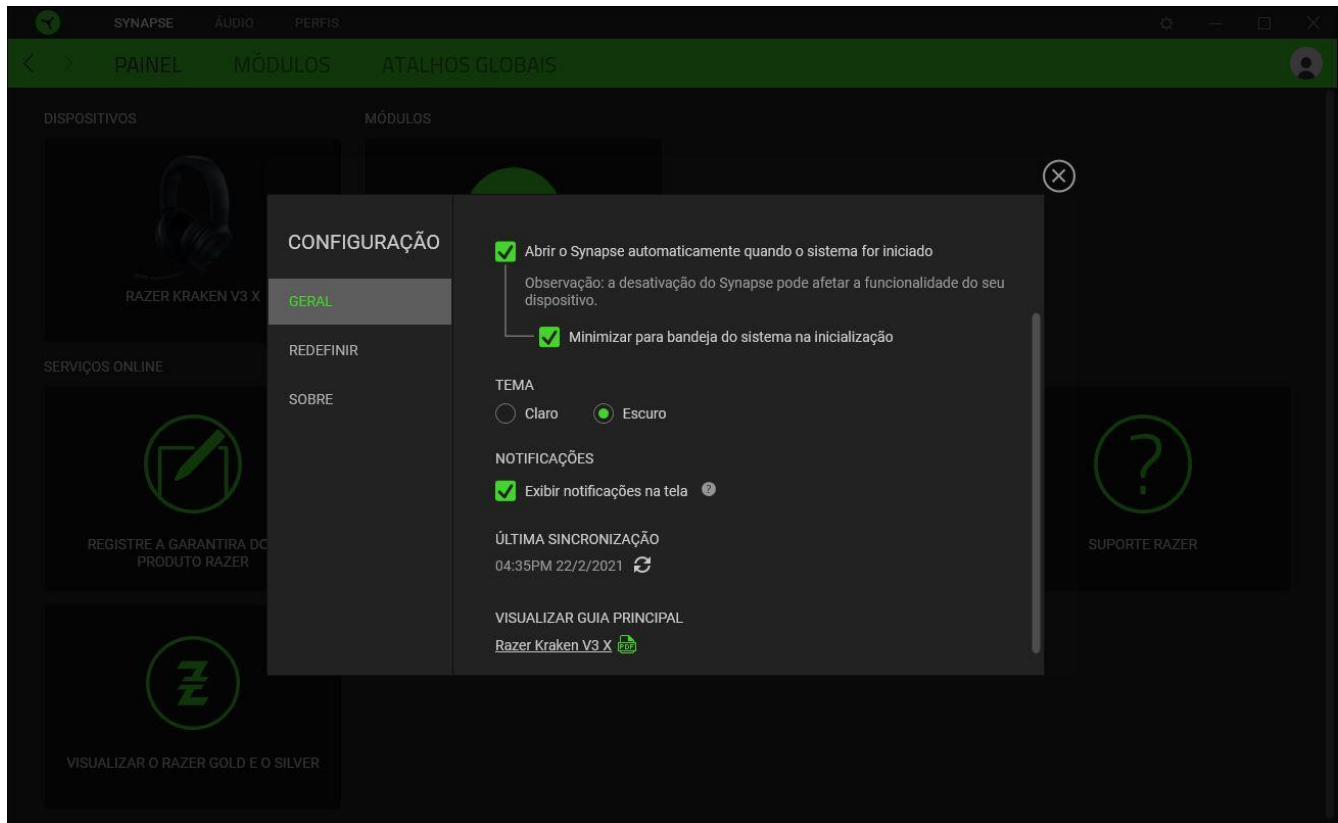 SYNAPSE ÁUDIO PERFIS
PAINEL MÓDULOS ATALHOS GLOBAIS
DISPOSITIVOS MÓDULOS
RAZER KRAKEN V3 X
SERVIÇOS ONLINE
REGISTRE A GARANTIRA DO
PRODUTO RAZER
SUPORTE RAZER
VISUALIZAR O RAZER GOLD E O SILVER
CONFIGURAÇÃO
GERAL
REDEFINIR
SOBRE
Abrir o Synapse automaticamente quando o sistema for iniciado
Observação: a desativação do Synapse pode afetar a funcionalidade do seu
dispositivo.
Minimizar para bandeja do sistema na inicialização
TEMA
Claro Escuro
NOTIFICAÇÕES
Exibir notificações na tela ?
ÚLTIMA SINCRONIZAÇÃO
04:35PM 22/2/2021
VISUALIZAR GUIA PRINCIPAL
Razer Kraken V3 X PDF